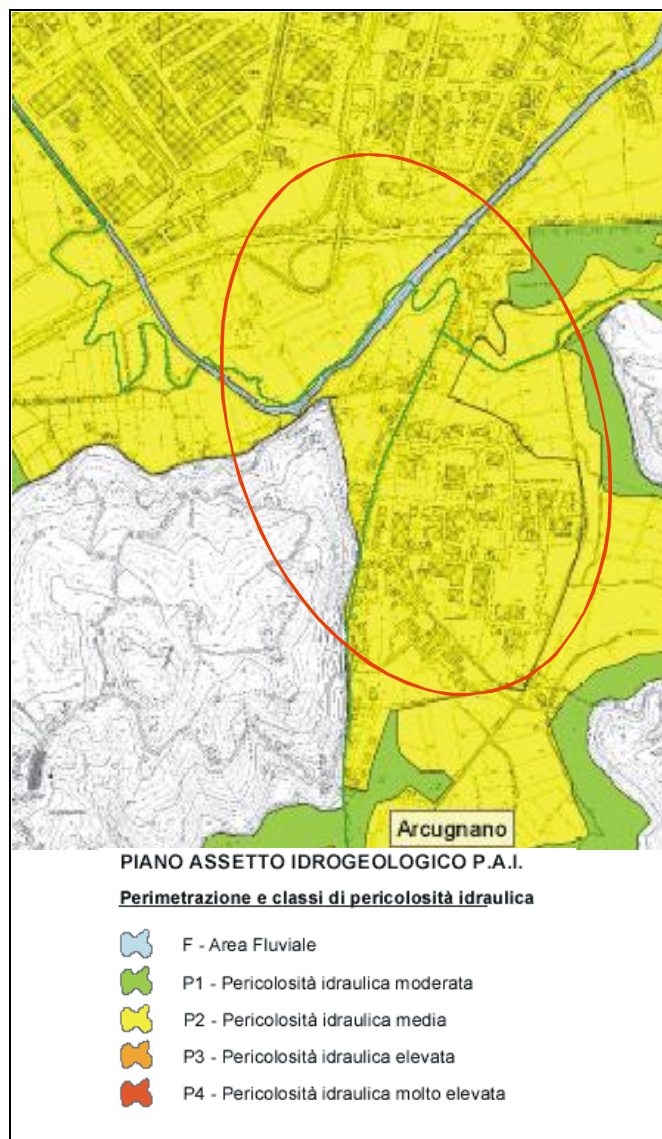 Arcugnano
PIANO ASSETTO IDROGEOLOGICO P.A.I.
Perimetrazione e classi di pericolosità idraulica
F - Area Fluviale
P1 - Pericolosità idraulica moderata
P2 - Pericolosità idraulica media
P3 - Pericolosità idraulica elevata
P4 - Pericolosità idraulica molto elevata